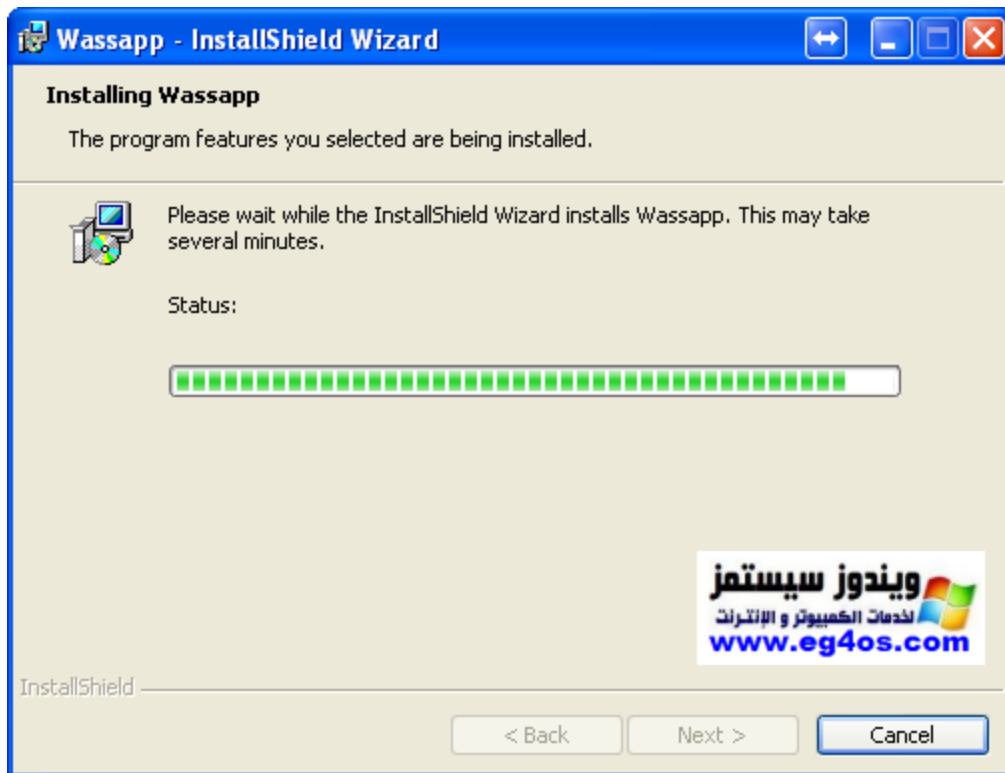 Wassapp - InstallShield Wizard
Installing Wassapp
The program features you selected are being installed.
Please wait while the InstallShield Wizard installs Wassapp. This may take
several minutes.
Status:
ويندوز سيستمز
لخدمات الكمبيوتر و الإنترنت
www.eg4os.com
InstallShield
< Back
Next >
Cancel